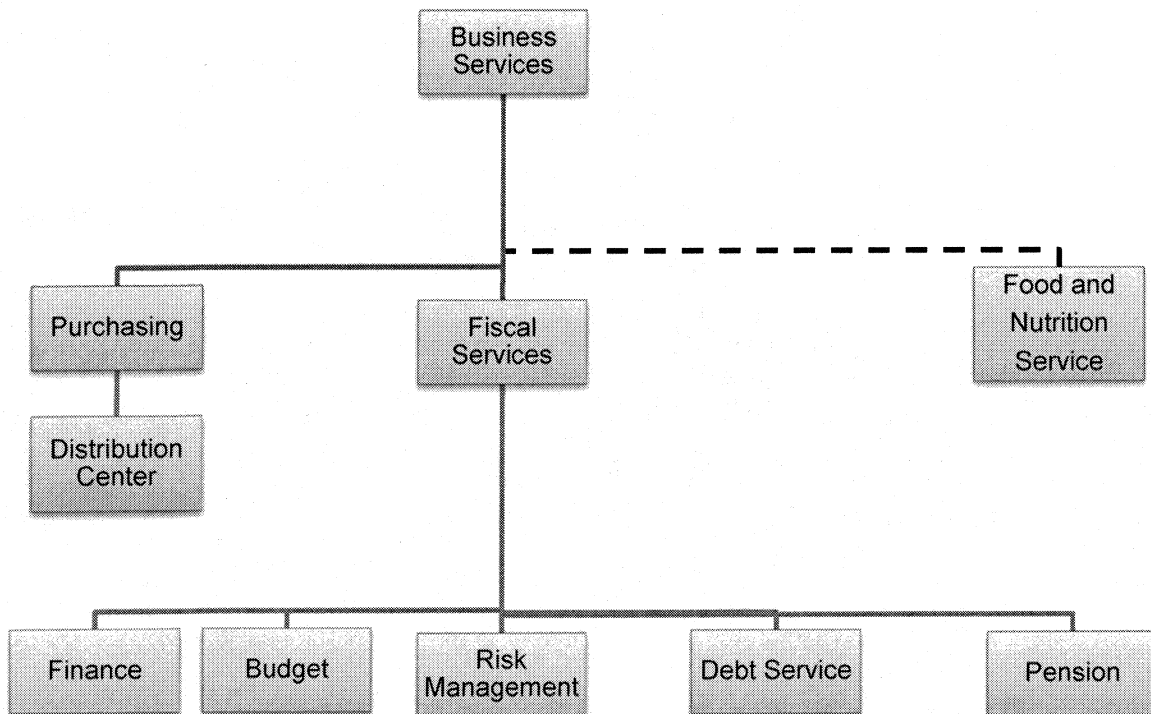 Business
Services
Purchasing
Fiscal
Services
Food and
Nutrition
Service
Distribution
Center
Finance
Budget
Risk
Management
Debt Service
Pension